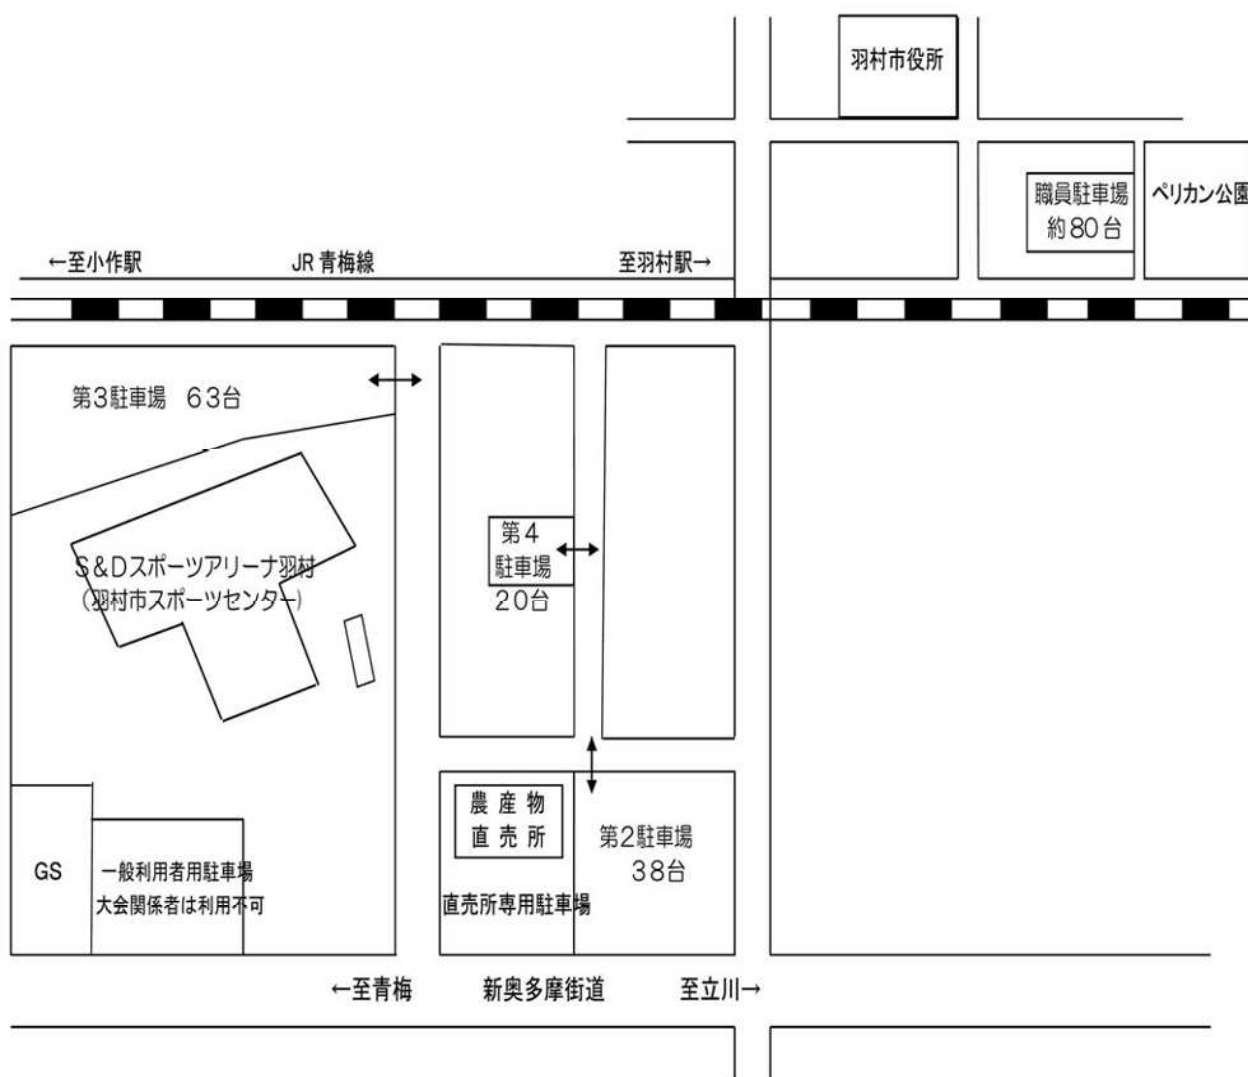 羽村市役所
職員駐車場
約80台
ペリカン公園
←至小作駅
JR 青梅線
至羽村駅→
第3駐車場 63台
第4
駐車場
20台
S&Dスポーツアリーナ羽村
(羽村市スポーツセンター)
農産物
直売所
第2駐車場
38台
GS
一般利用者用駐車場
大会関係者は利用不可
直売所専用駐車場
←至青梅
新奥多摩街道
至立川→